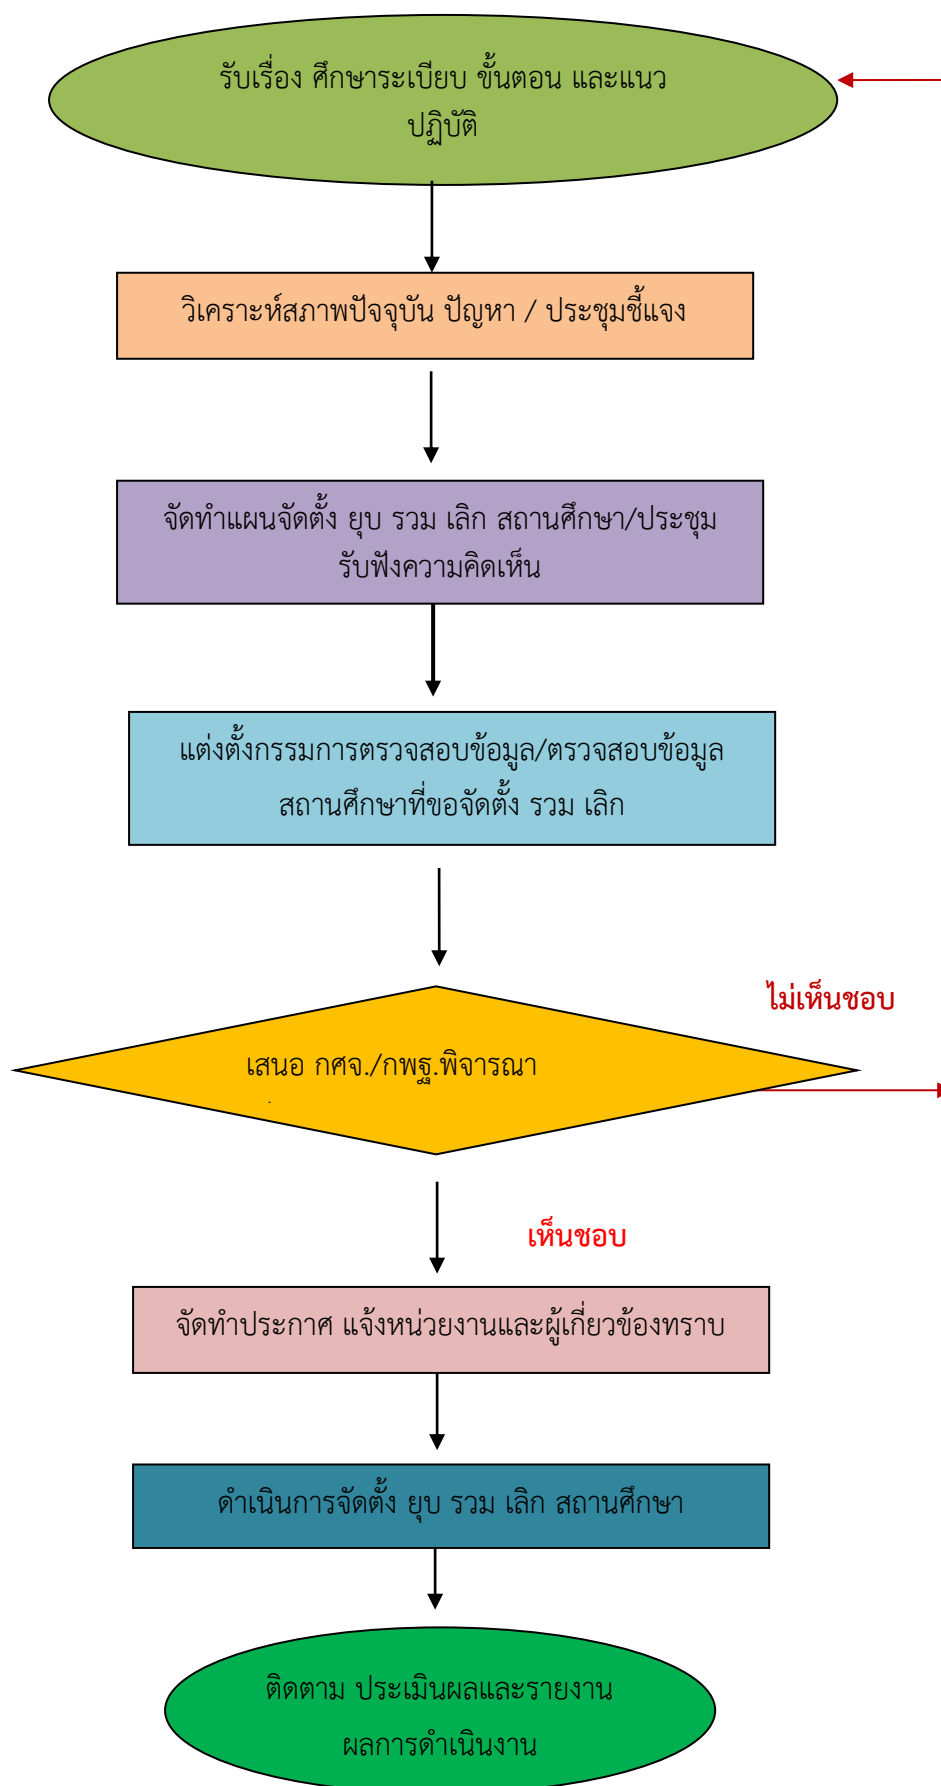 รับเรื่อง ศึกษาระเบียบ ขั้นตอน และแนว
ปฏิบัติ
วิเคราะห์สภาพปัจจุบัน ปัญหา / ประชุมชี้แจง
จัดทำแผนจัดตั้ง ยุบ รวม เลิก สถานศึกษา/ประชุม
รับฟังความคิดเห็น
แต่งตั้งกรรมการตรวจสอบข้อมูล/ตรวจสอบข้อมูล
สถานศึกษาที่ขอจัดตั้ง รวม เลิก
ไม่เห็นชอบ
เสนอ กศจ./กพฐ.พิจารณา
เห็นชอบ
จัดทำประกาศ แจ้งหน่วยงานและผู้เกี่ยวข้องทราบ
ดำเนินการจัดตั้ง ยุบ รวม เลิก สถานศึกษา
ติดตาม ประเมินผลและรายงาน
ผลการดำเนินงาน